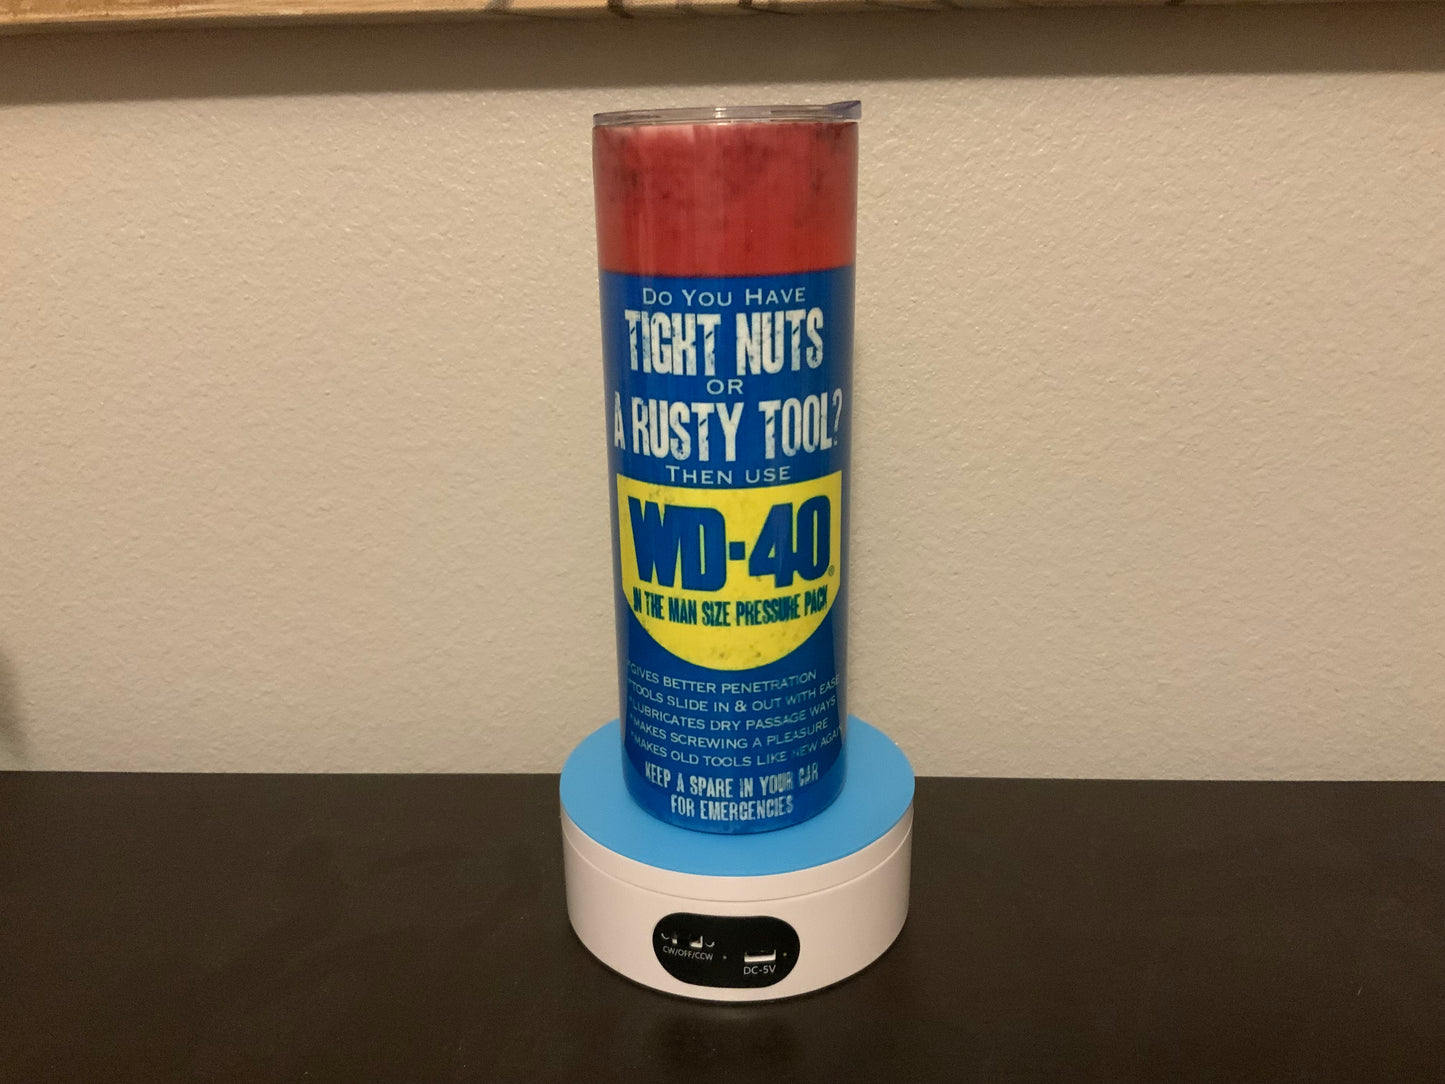 Do You Have
TIGHT NUTS
OR
A RUSTY TOOL?
THEN USE
WD-40®
IN THE MAN SIZE PRESSURE PACK
*GIVES BETTER PENETRATION
*TOOLS SLIDE IN & OUT WITH EASE
*LUBRICATES DRY PASSAGE WAYS
*MAKES SCREWING A PLEASURE
*MAKES OLD TOOLS LIKE NEW AGAIN
KEEP A SPARE IN YOUR CAR
FOR EMERGENCIES
CW/OFF/CCW
DC-5V